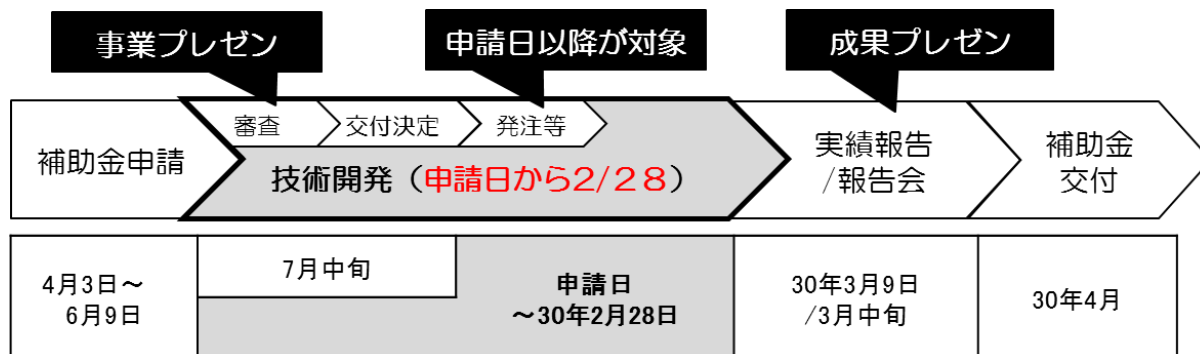 事業プレゼン
申請日以降が対象
成果プレゼン
補助金申請
審査
交付決定
発注等
技術開発（申請日から2/２８）
実績報告
/報告会
補助金
交付
4月3日～
6月9日
7月中旬
申請日
～30年2月28日
30年3月9日
/3月中旬
30年4月